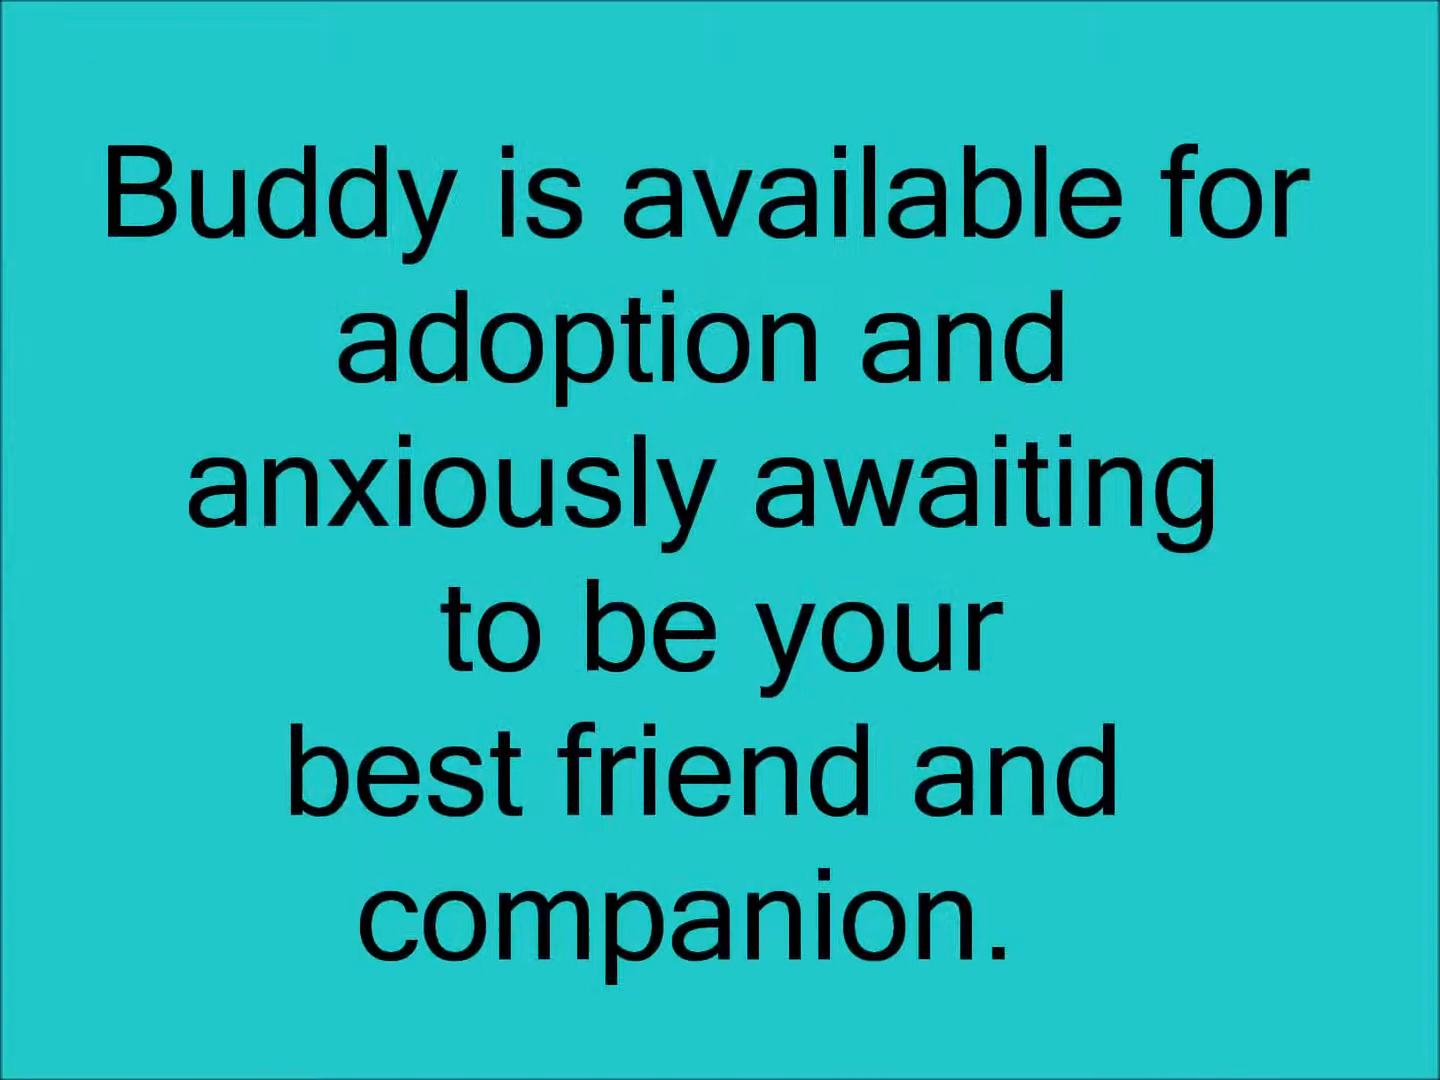 Buddy is available for
adoption and
anxiously awaiting
to be your
best friend and
companion.